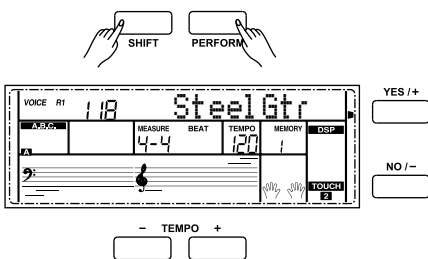 SHIFT PERFORM
VOICE R1 118 SteelGtr
YES / +
A.B.C. MEASURE BEAT TEMPO MEMORY DSP
A 4-4 120 1
NO / −
TOUCH
2
− TEMPO +